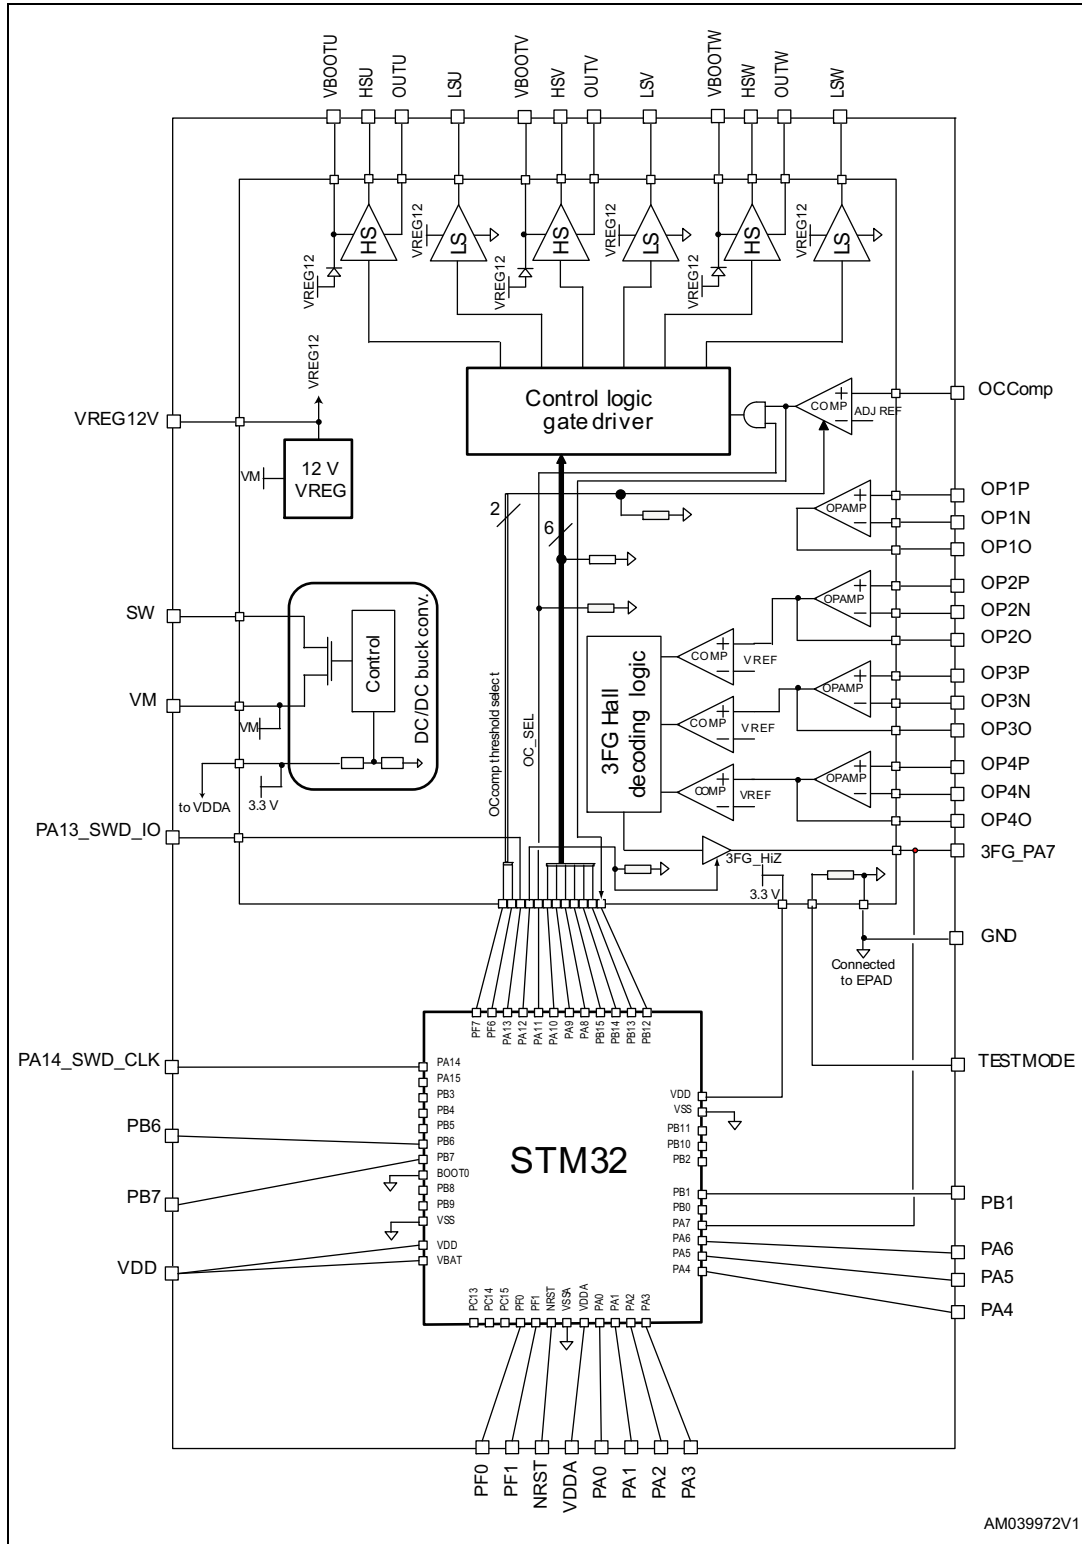 VBOOTU
HSU
OUTU
LSU
VBOOTV
HSV
OUTV
LSV
VBOOTW
HSW
OUTW
LSW
VREG12
HS
VREG12
LS
VREG12
HS
VREG12
LS
VREG12
HS
VREG12
LS
VREG12
VREG12
VREG12
VREG12V
12 V
VREG
VM
Control logic
gate driver
COMP
ADJ REF
OCComp
2
6
OPAMP
OP1P
OP1N
OP1O
SW
VM
VM
Control
DC/DC buck conv.
to VDDA
3.3 V
OCcomp threshold select
OC_SEL
3FG Hall
decoding logic
COMP
VREF
OPAMP
OP2P
OP2N
OP2O
COMP
VREF
OPAMP
OP3P
OP3N
OP3O
COMP
VREF
OPAMP
OP4P
OP4N
OP4O
PA13_SWD_IO
3FG_HiZ
3.3 V
3FG_PA7
GND
Connected
to EPAD
TESTMODE
PF7
PF6
PA13
PA12
PA11
PA10
PA9
PA8
PB15
PB14
PB13
PB12
PA14_SWD_CLK
PB6
PB7
VDD
PA14
PA15
PB3
PB4
PB5
PB6
PB7
BOOT0
PB8
PB9
VSS
VDD
VBAT
STM32
VDD
VSS
PB11
PB10
PB2
PB1
PB0
PA7
PA6
PA5
PA4
PB1
PA6
PA5
PA4
PC13
PC14
PC15
PF0
PF1
NRST
VSSA
VDDA
PA0
PA1
PA2
PA3
PF0
PF1
NRST
VDDA
PA0
PA1
PA2
PA3
AM039972V1